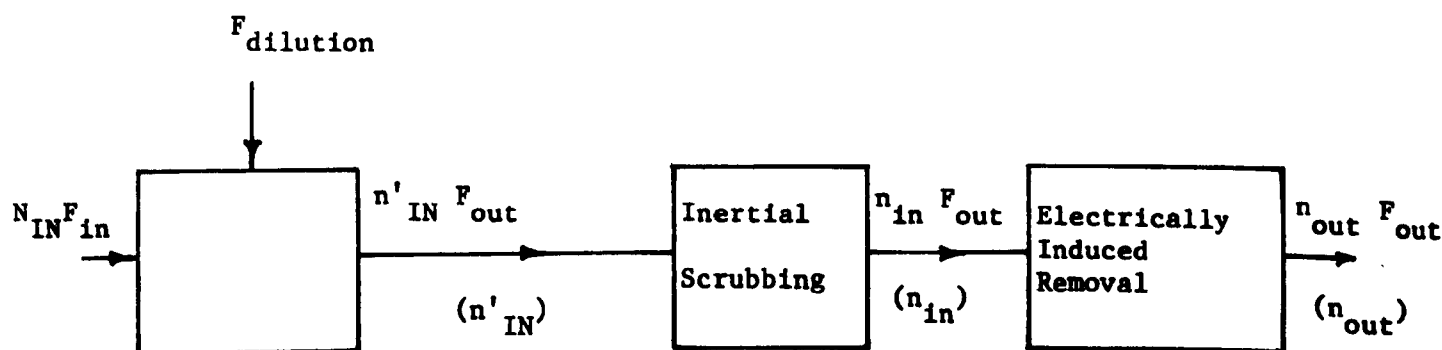 F_dilution
N_IN F_in
n'_IN F_out
(n'_IN)
Inertial
Scrubbing
n_in F_out
(n_in)
Electrically
Induced
Removal
n_out F_out
(n_out)